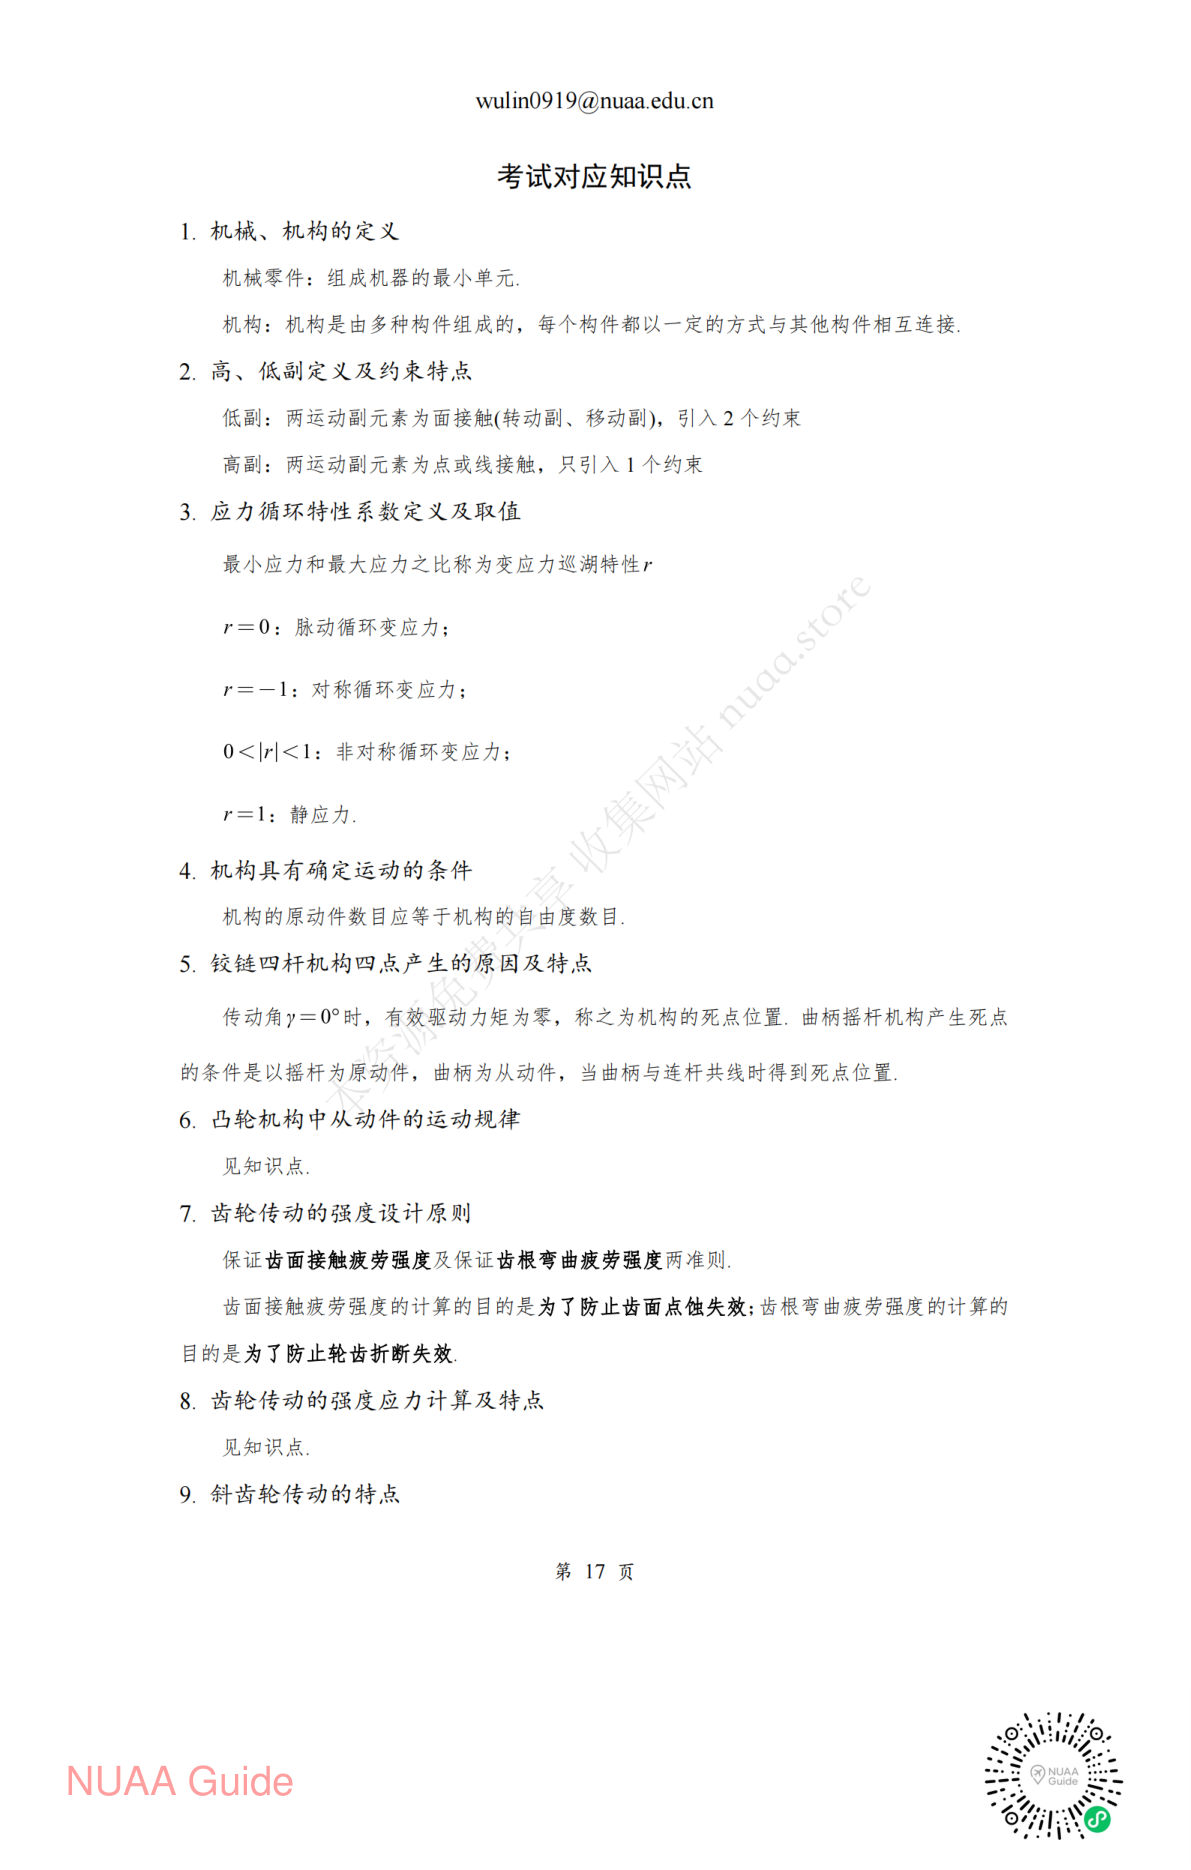 wulin0919@nuaa.edu.cn
考试对应知识点
1. 机械、机构的定义
机械零件：组成机器的最小单元.
机构：机构是由多种构件组成的，每个构件都以一定的方式与其他构件相互连接.
2. 高、低副定义及约束特点
低副：两运动副元素为面接触(转动副、移动副)，引入 2 个约束
高副：两运动副元素为点或线接触，只引入 1 个约束
3. 应力循环特性系数定义及取值
最小应力和最大应力之比称为变应力巡湖特性r
r=0：脉动循环变应力；
r=−1：对称循环变应力；
0<|r|<1：非对称循环变应力；
r=1：静应力.
4. 机构具有确定运动的条件
机构的原动件数目应等于机构的自由度数目.
5. 铰链四杆机构四点产生的原因及特点
传动角γ=0°时，有效驱动力矩为零，称之为机构的死点位置. 曲柄摇杆机构产生死点
的条件是以摇杆为原动件，曲柄为从动件，当曲柄与连杆共线时得到死点位置.
6. 凸轮机构中从动件的运动规律
见知识点.
7. 齿轮传动的强度设计原则
保证齿面接触疲劳强度及保证齿根弯曲疲劳强度两准则.
齿面接触疲劳强度的计算的目的是为了防止齿面点蚀失效；齿根弯曲疲劳强度的计算的
目的是为了防止轮齿折断失效.
8. 齿轮传动的强度应力计算及特点
见知识点.
9. 斜齿轮传动的特点
第 17 页
本资源免费共享 收集网站 nuaa.store
NUAA Guide
NUAA
Guide